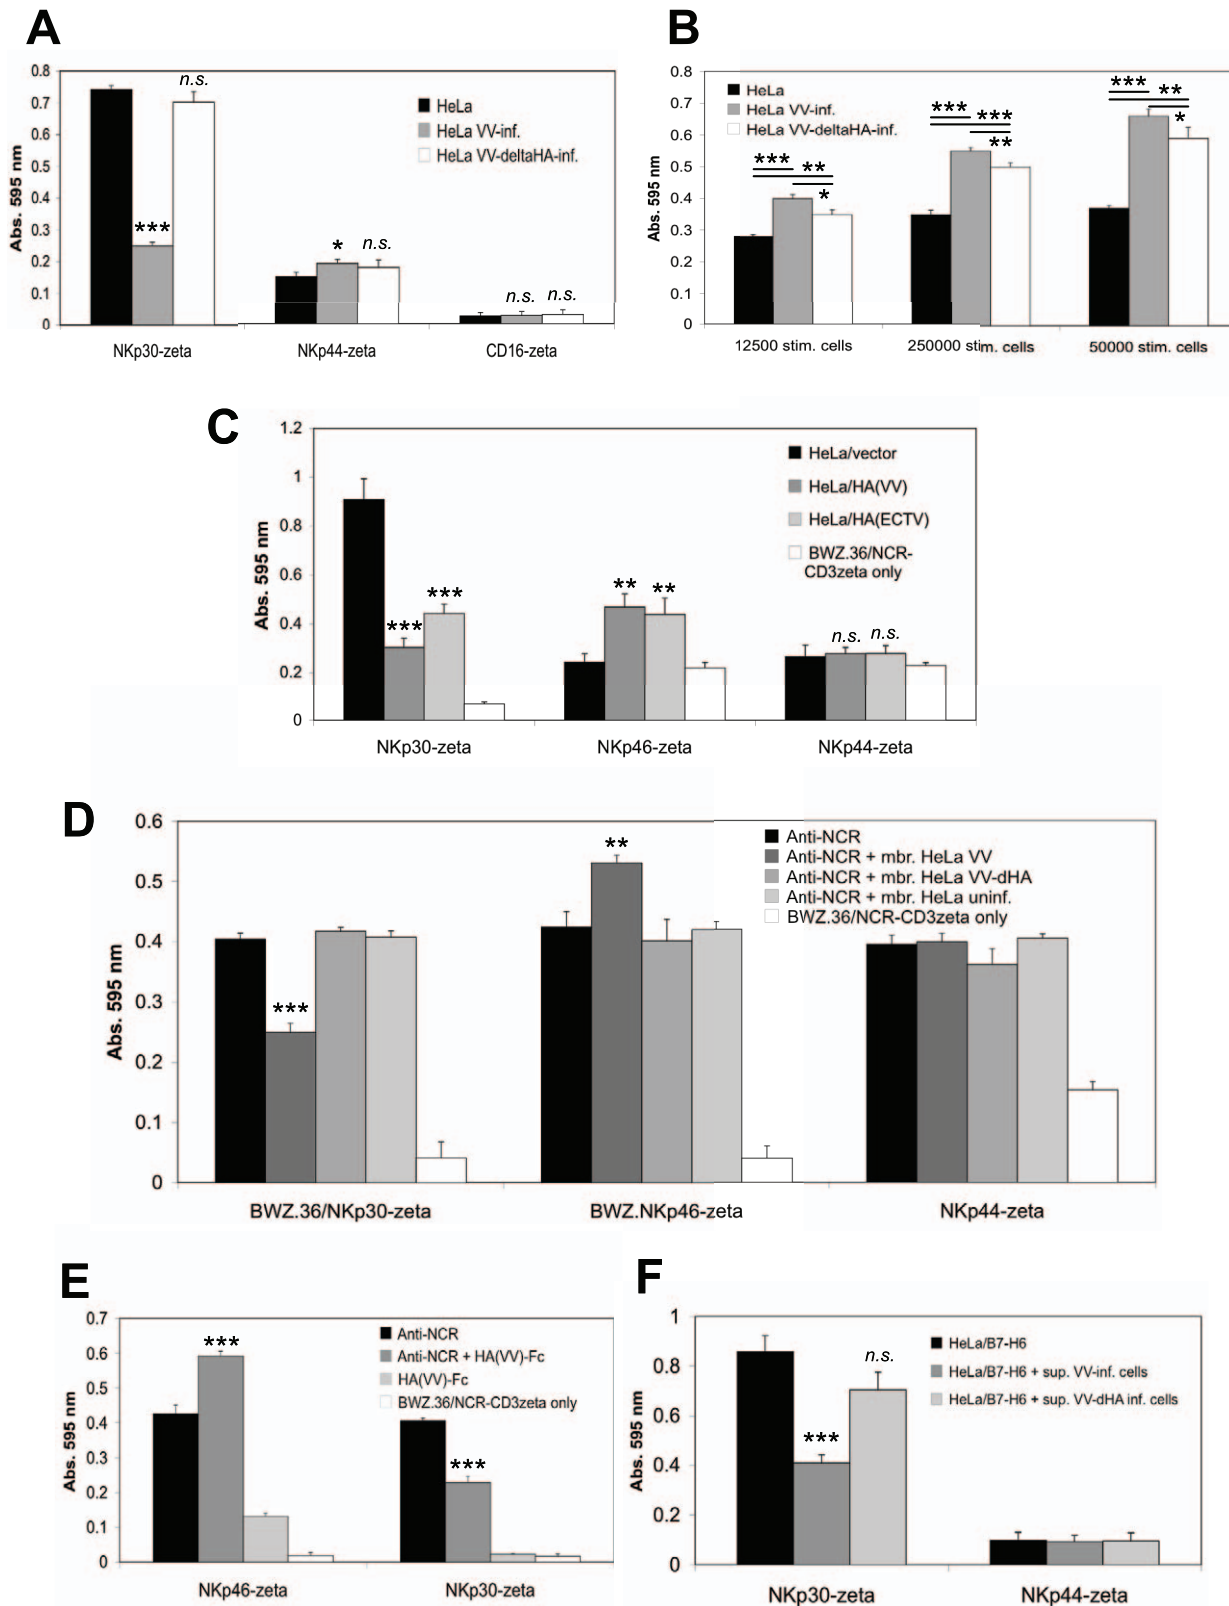 A
0.8
0.7
0.6
0.5
0.4
0.3
0.2
0.1
0
Abs. 595 nm
n.s.
***
*
n.s.
n.s.
n.s.
HeLa
HeLa VV-inf.
HeLa VV-deltaHA-inf.
NKp30-zeta
NKp44-zeta
CD16-zeta
B
0.8
0.7
0.6
0.5
0.4
0.3
0.2
0.1
0
Abs. 595 nm
HeLa
HeLa VV-inf.
HeLa VV-deltaHA-inf.
*** **
*
*** ***
**
*** **
*
12500 stim. cells
250000 stim. cells
50000 stim. cells
C
1.2
1
0.8
0.6
0.4
0.2
0
Abs. 595 nm
HeLa/vector
HeLa/HA(VV)
HeLa/HA(ECTV)
BWZ.36/NCR-
CD3zeta only
***
***
**
**
n.s.
n.s.
NKp30-zeta
NKp46-zeta
NKp44-zeta
D
0.6
0.5
0.4
0.3
0.2
0.1
0
Abs. 595 nm
***
**
Anti-NCR
Anti-NCR + mbr. HeLa VV
Anti-NCR + mbr. HeLa VV-dHA
Anti-NCR + mbr. HeLa uninf.
BWZ.36/NCR-CD3zeta only
BWZ.36/NKp30-zeta
BWZ.NKp46-zeta
NKp44-zeta
E
0.7
0.6
0.5
0.4
0.3
0.2
0.1
0
Abs. 595 nm
***
***
Anti-NCR
Anti-NCR + HA(VV)-Fc
HA(VV)-Fc
BWZ.36/NCR-CD3zeta only
NKp46-zeta
NKp30-zeta
F
1
0.8
0.6
0.4
0.2
0
Abs. 595 nm
***
n.s.
HeLa/B7-H6
HeLa/B7-H6 + sup. VV-inf. cells
HeLa/B7-H6 + sup. VV-dHA inf. cells
NKp30-zeta
NKp44-zeta